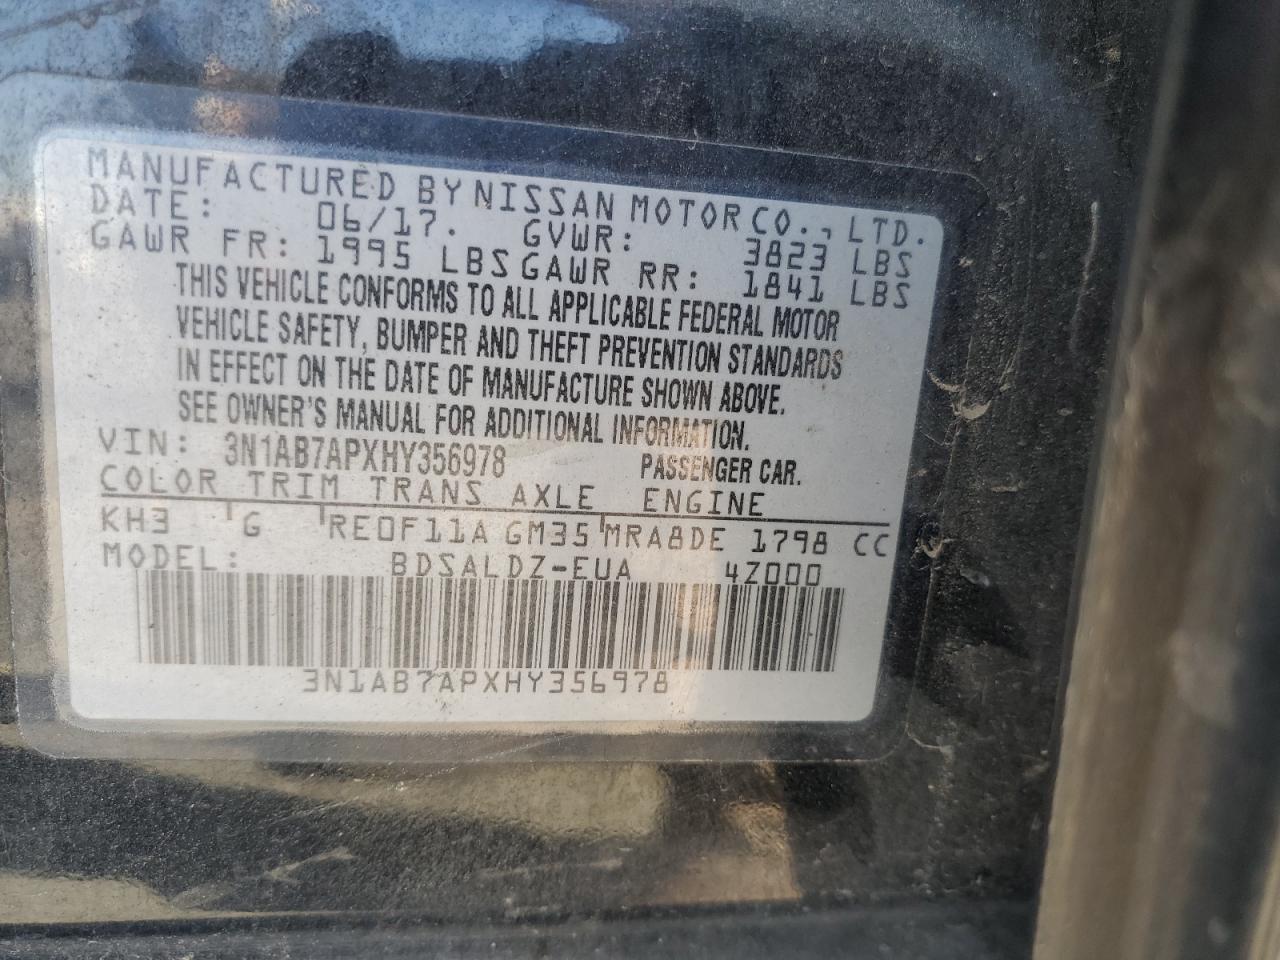 MANUFACTURED BY NISSAN MOTOR CO., LTD.
DATE: 06/17. GVWR: 3823 LBS
GAWR FR: 1995 LBS GAWR RR: 1841 LBS
THIS VEHICLE CONFORMS TO ALL APPLICABLE FEDERAL MOTOR
VEHICLE SAFETY, BUMPER AND THEFT PREVENTION STANDARDS
IN EFFECT ON THE DATE OF MANUFACTURE SHOWN ABOVE.
SEE OWNER'S MANUAL FOR ADDITIONAL INFORMATION.
VIN: 3N1AB7APXHY356978 PASSENGER CAR.
COLOR TRIM TRANS AXLE ENGINE
KH3 G RE0F11A GM35 MRA8DE 1798 CC
MODEL: BDSALDZ-EUA 4Z000
3N1AB7APXHY356978